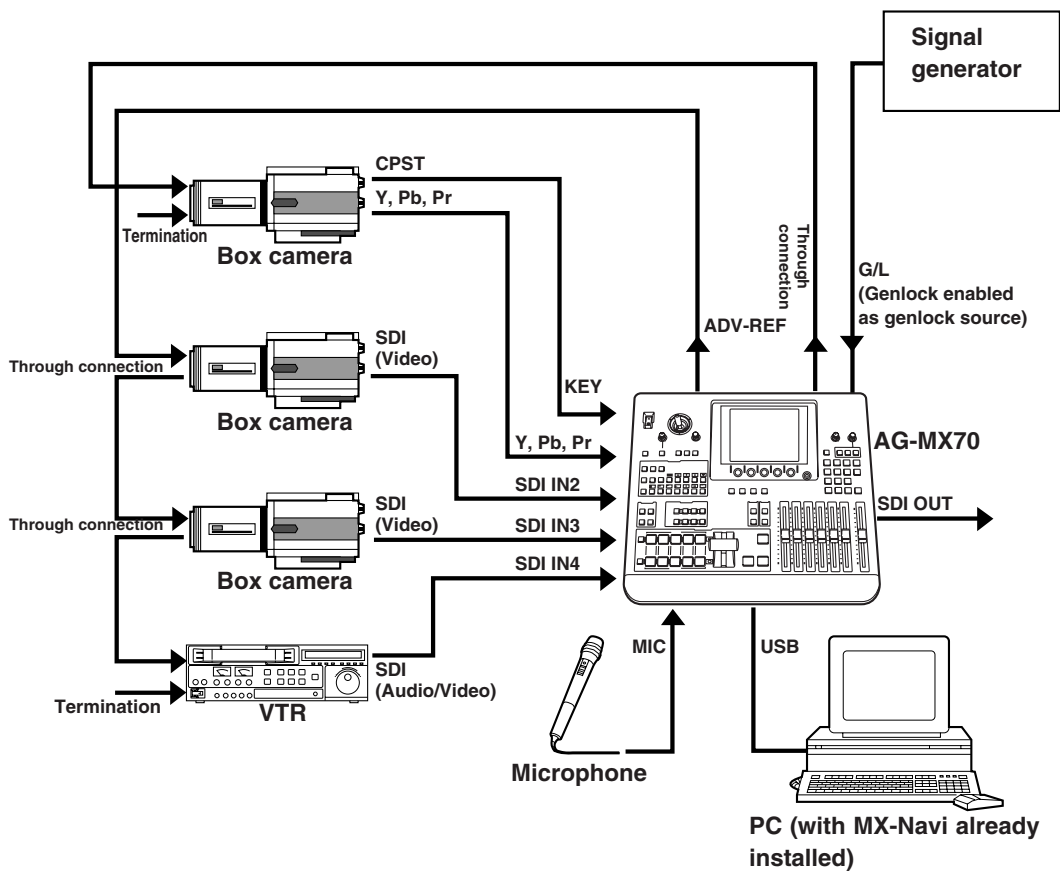 Signal
generator
CPST
Y, Pb, Pr
Termination
Box camera
Through
connection
G/L
(Genlock enabled
as genlock source)
ADV-REF
SDI
(Video)
Through connection
Box camera
KEY
Y, Pb, Pr
AG-MX70
SDI IN2
SDI OUT
SDI
(Video)
Through connection
SDI IN3
SDI IN4
Box camera
SDI
(Audio/Video)
Termination
VTR
MIC
USB
Microphone
PC (with MX-Navi already
installed)